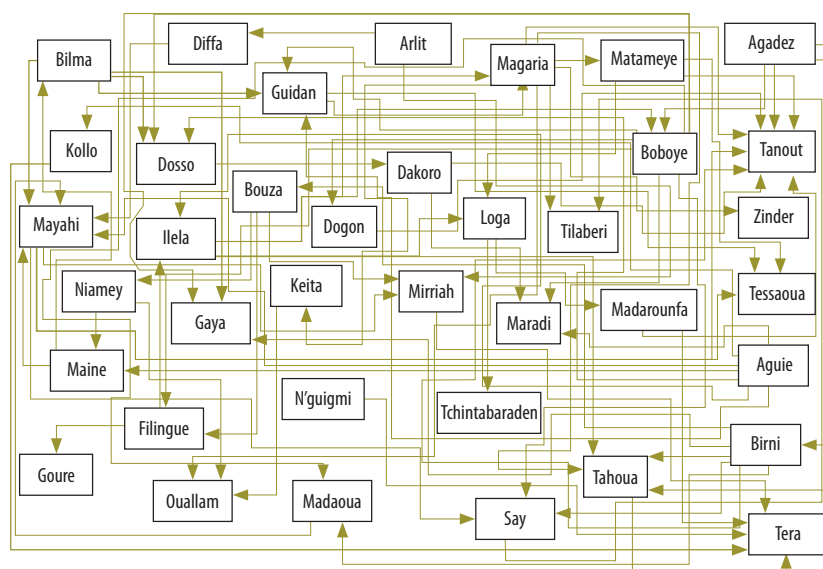 Diffa
Arlit
Agadez
Bilma
Magaria
Matameye
Guidan
Kollo
Dosso
Boboye
Tanout
Dakoro
Bouza
Mayahi
Ilela
Dogon
Loga
Tilaberi
Zinder
Niamey
Keita
Mirriah
Gaya
Maradi
Madarounfa
Tessaoua
Maine
Aguie
N'guigmi
Tchintabaraden
Filingue
Birni
Goure
Ouallam
Madaoua
Tahoua
Say
Tera